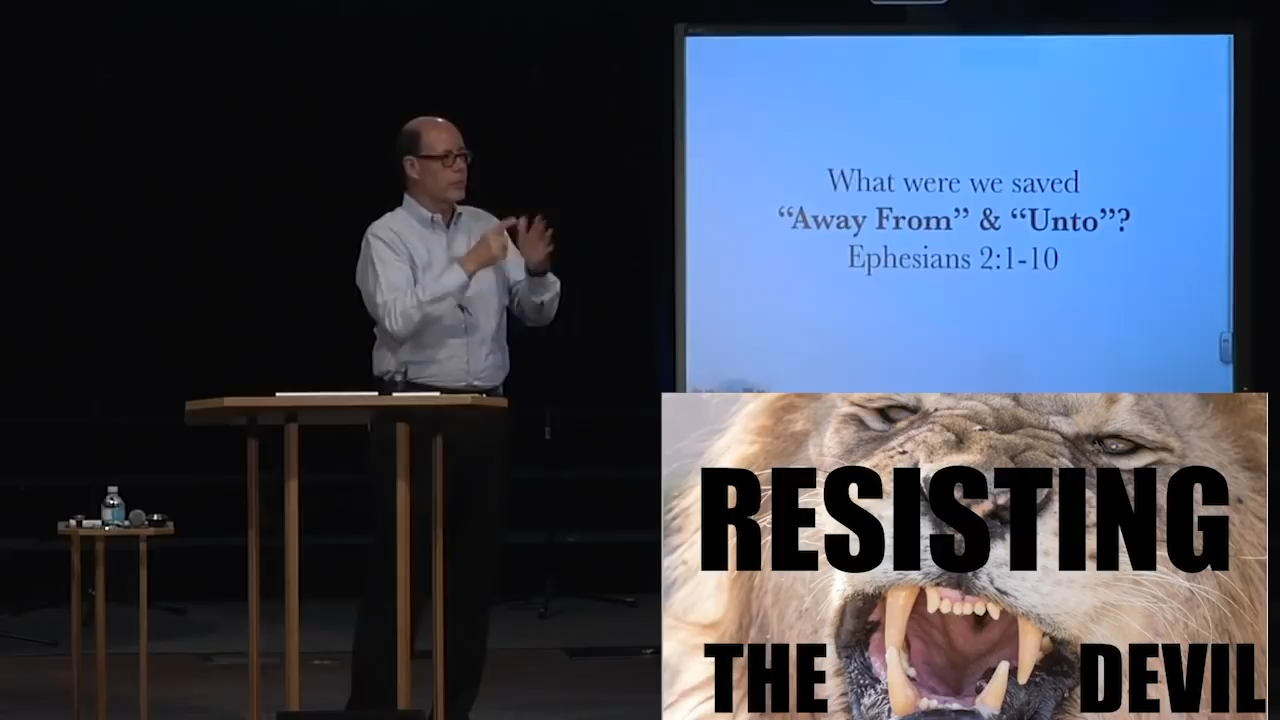 What were we saved
“Away From” & “Unto”?
Ephesians 2:1-10
RESISTING
THE DEVIL